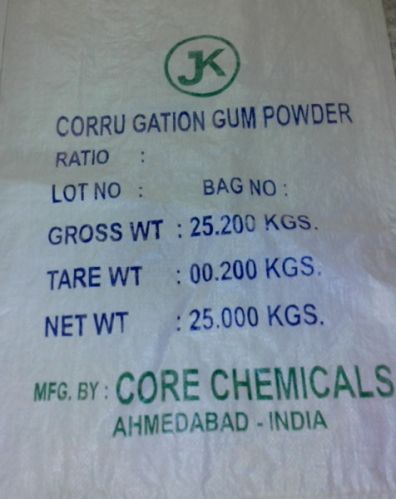 JK
CORRU GATION GUM POWDER
RATIO :
LOT NO : BAG NO :
GROSS WT : 25.200 KGS.
TARE WT : 00.200 KGS.
NET WT : 25.000 KGS.
MFG. BY : CORE CHEMICALS
AHMEDABAD - INDIA